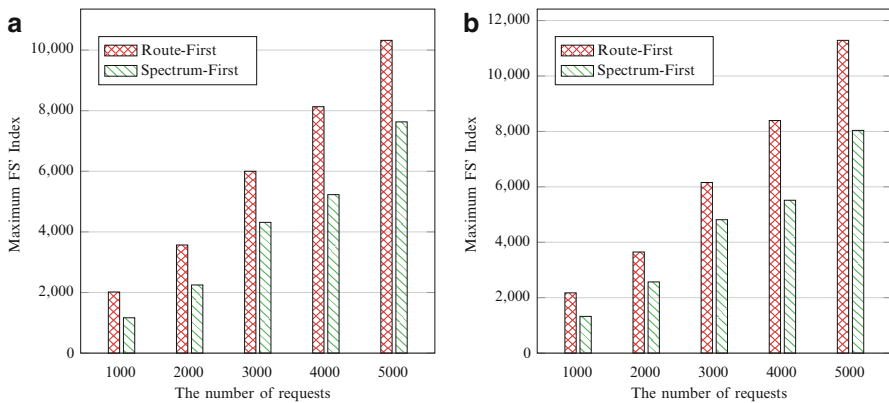 a
Maximum FS' Index
10,000
8,000
6,000
4,000
2,000
0
Route-First
Spectrum-First
1000 2000 3000 4000 5000
The number of requests
b
Maximum FS' Index
12,000
10,000
8,000
6,000
4,000
2,000
0
Route-First
Spectrum-First
1000 2000 3000 4000 5000
The number of requests